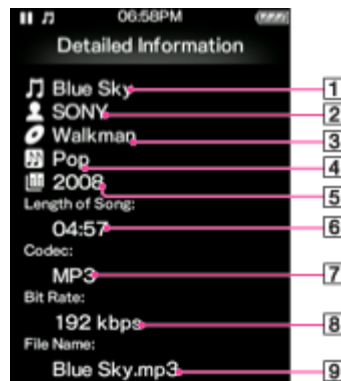 06:58PM
Detailed Information
Blue Sky 1
SONY 2
Walkman 3
Pop 4
2008 5
Length of Song:
04:57 6
Codec:
MP3 7
Bit Rate:
192 kbps 8
File Name:
Blue Sky.mp3 9